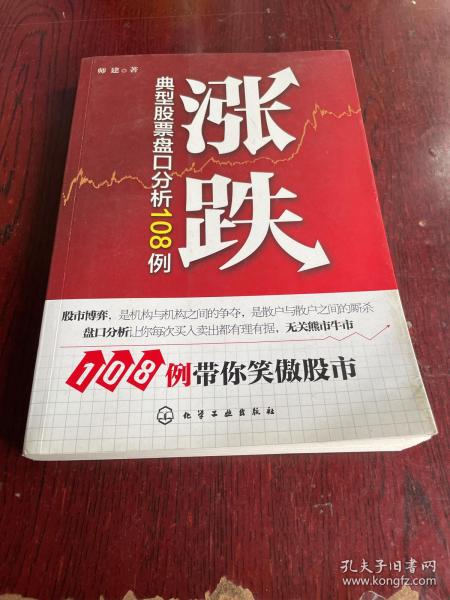 师建◎著
涨跌
典型股票盘口分析108例
股市博弈，是机构与机构之间的争夺，是散户与散户之间的厮杀
盘口分析让你每次买入卖出都有理有据，无关熊市牛市
108例带你笑傲股市
化学工业出版社
孔夫子旧书网
www.kongfz.com